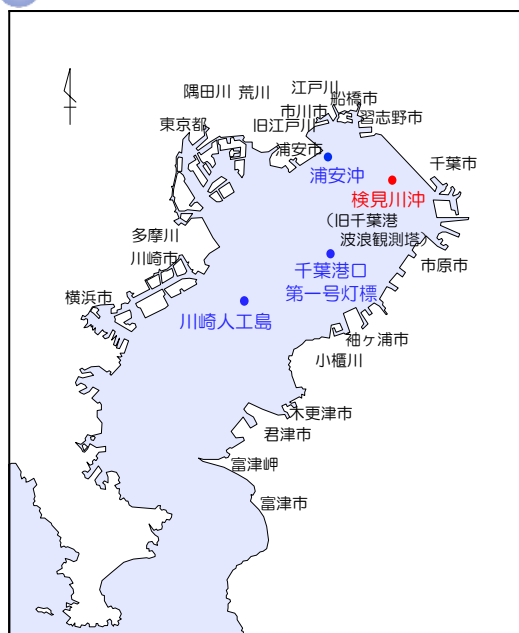 江戸川
隅田川
荒川
船橋市
市川市
習志野市
東京都
旧江戸川
浦安市
千葉市
浦安沖
検見川沖
(旧千葉港
波浪観測塔)
多摩川
川崎市
千葉港口
第一号灯標
市原市
横浜市
川崎人工島
袖ヶ浦市
小櫃川
木更津市
君津市
富津岬
富津市